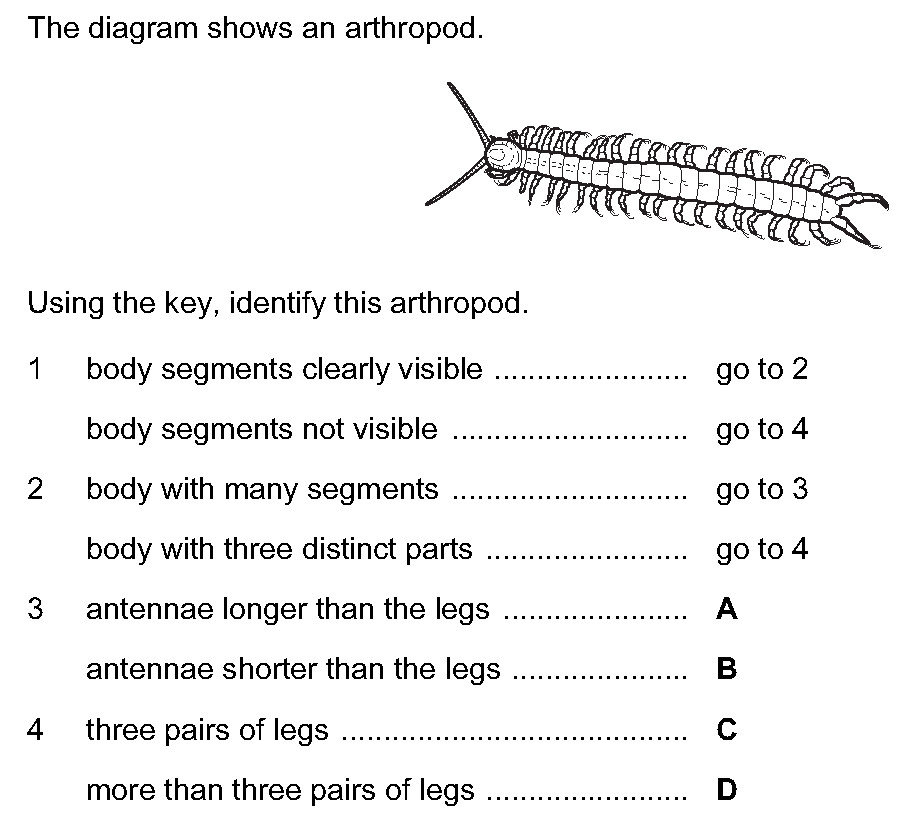 The diagram shows an arthropod.
Using the key, identify this arthropod.
1 body segments clearly visible ....................... go to 2
body segments not visible ............................ go to 4
2 body with many segments ............................ go to 3
body with three distinct parts ........................ go to 4
3 antennae longer than the legs ...................... A
antennae shorter than the legs ..................... B
4 three pairs of legs ......................................... C
more than three pairs of legs ........................ D